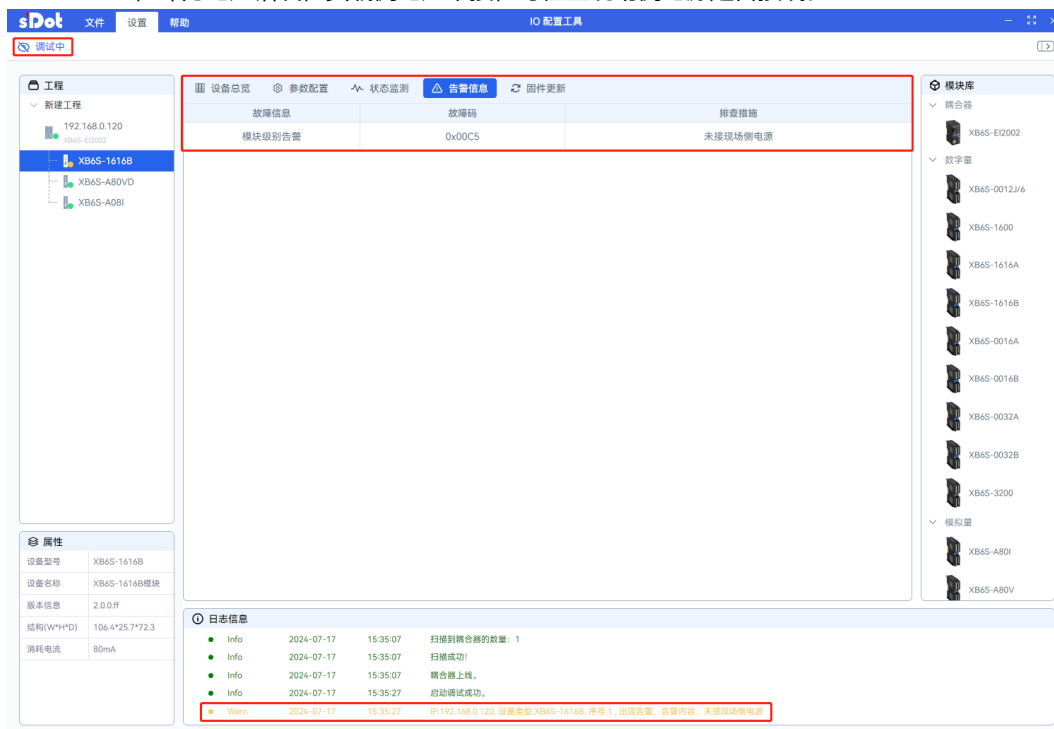 sDot 文件 设置 帮助 IO 配置工具
调试中
工程
新建工程
192.168.0.120
XB6S-EI2002
XB6S-1616B
XB6S-A80VD
XB6S-A08I
设备总览 参数配置 状态监测 告警信息 固件更新
故障信息 故障码 排查措施
模块级别告警 0x00C5 未接现场侧电源
模块库
耦合器
XB6S-EI2002
数字量
XB6S-0012J/6
XB6S-1600
XB6S-1616A
XB6S-1616B
XB6S-0016A
XB6S-0016B
XB6S-0032A
XB6S-0032B
XB6S-3200
模拟量
XB6S-A80I
XB6S-A80V
属性
设备型号 XB6S-1616B
设备名称 XB6S-1616B模块
版本信息 2.0.0.ff
结构(W*H*D) 106.4*25.7*72.3
消耗电流 80mA
日志信息
Info 2024-07-17 15:35:07 扫描到耦合器的数量：1
Info 2024-07-17 15:35:07 扫描成功!
Info 2024-07-17 15:35:07 耦合器上线。
Info 2024-07-17 15:35:27 启动调试成功。
Warn 2024-07-17 15:35:27 IP:192.168.0.120, 设备类型:XB6S-1616B, 序号:1 , 出现告警，告警内容：未接现场侧电源